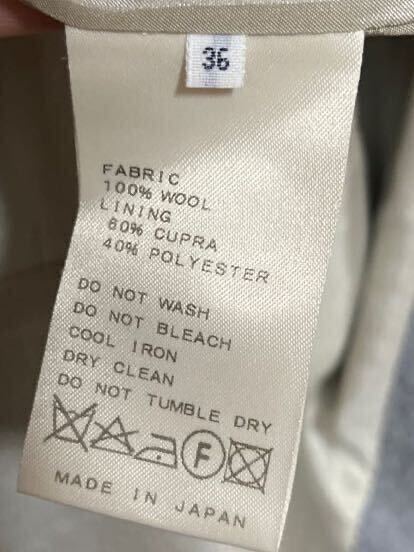 36
FABRIC
100% WOOL
LINING
60% CUPRA
40% POLYESTER
DO NOT WASH
DO NOT BLEACH
COOL IRON
DRY CLEAN
DO NOT TUMBLE DRY
F
MADE IN JAPAN